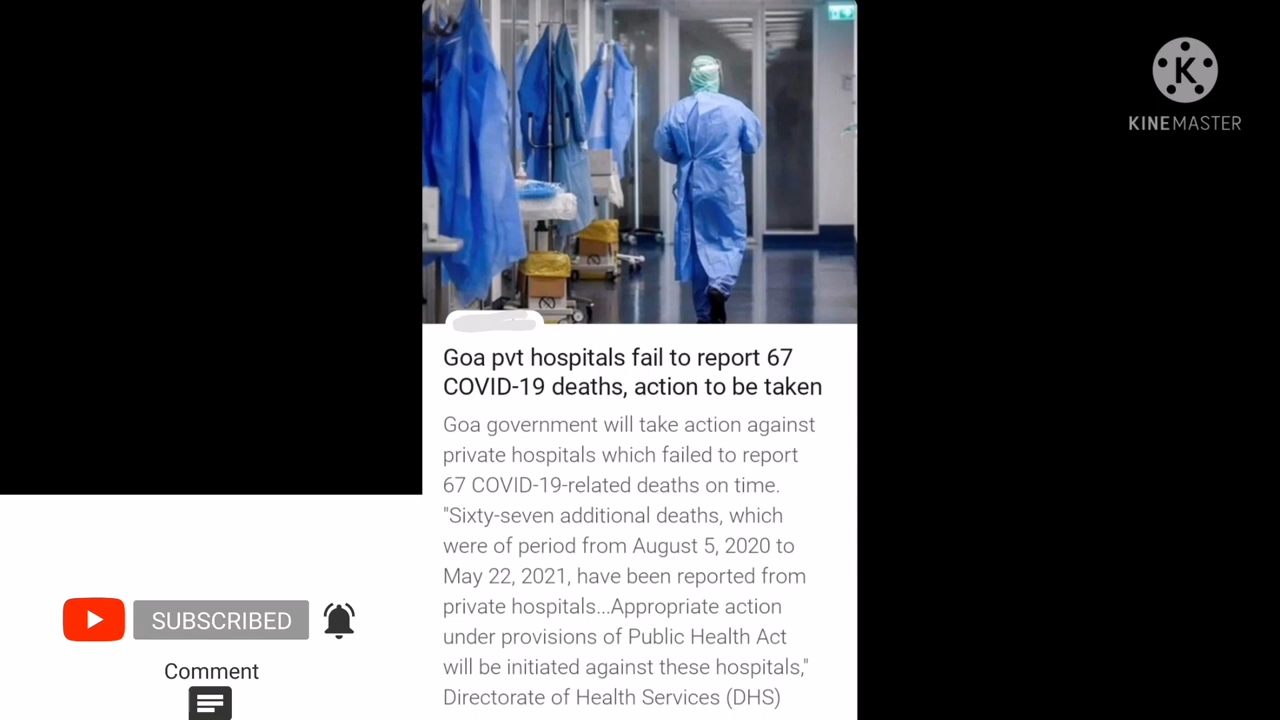 KINEMASTER
Goa pvt hospitals fail to report 67
COVID-19 deaths, action to be taken
Goa government will take action against
private hospitals which failed to report
67 COVID-19-related deaths on time.
"Sixty-seven additional deaths, which
were of period from August 5, 2020 to
May 22, 2021, have been reported from
private hospitals...Appropriate action
under provisions of Public Health Act
will be initiated against these hospitals,"
Directorate of Health Services (DHS)
SUBSCRIBED
Comment